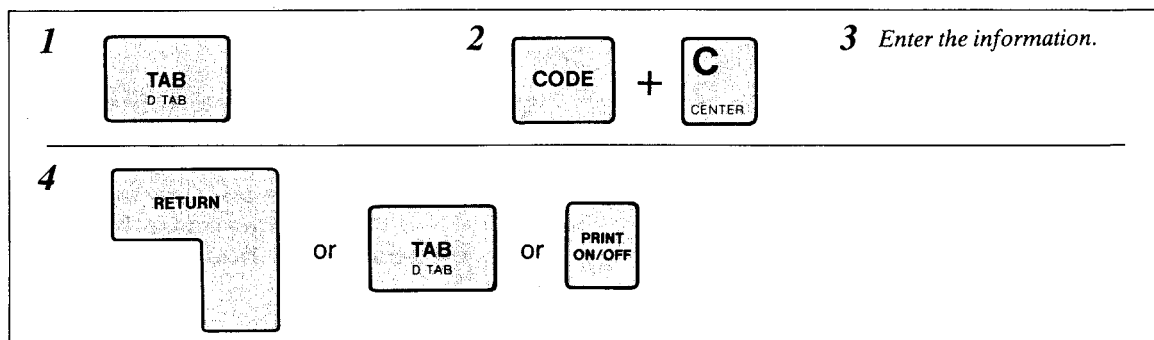 1 TAB D TAB 2 CODE + C CENTER 3 Enter the information.
4 RETURN or TAB D TAB or PRINT ON/OFF